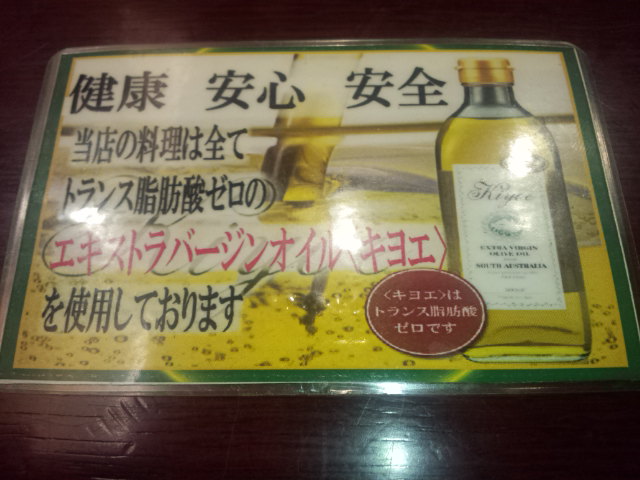 健康 安心 安全
当店の料理は全て
トランス脂肪酸ゼロの
エキストラバージンオイル〈キヨエ〉
を使用しております
Kiyoe
EXTRA VIRGIN
OLIVE OIL
SOUTH AUSTRALIA
〈キヨエ〉は
トランス脂肪酸
ゼロです